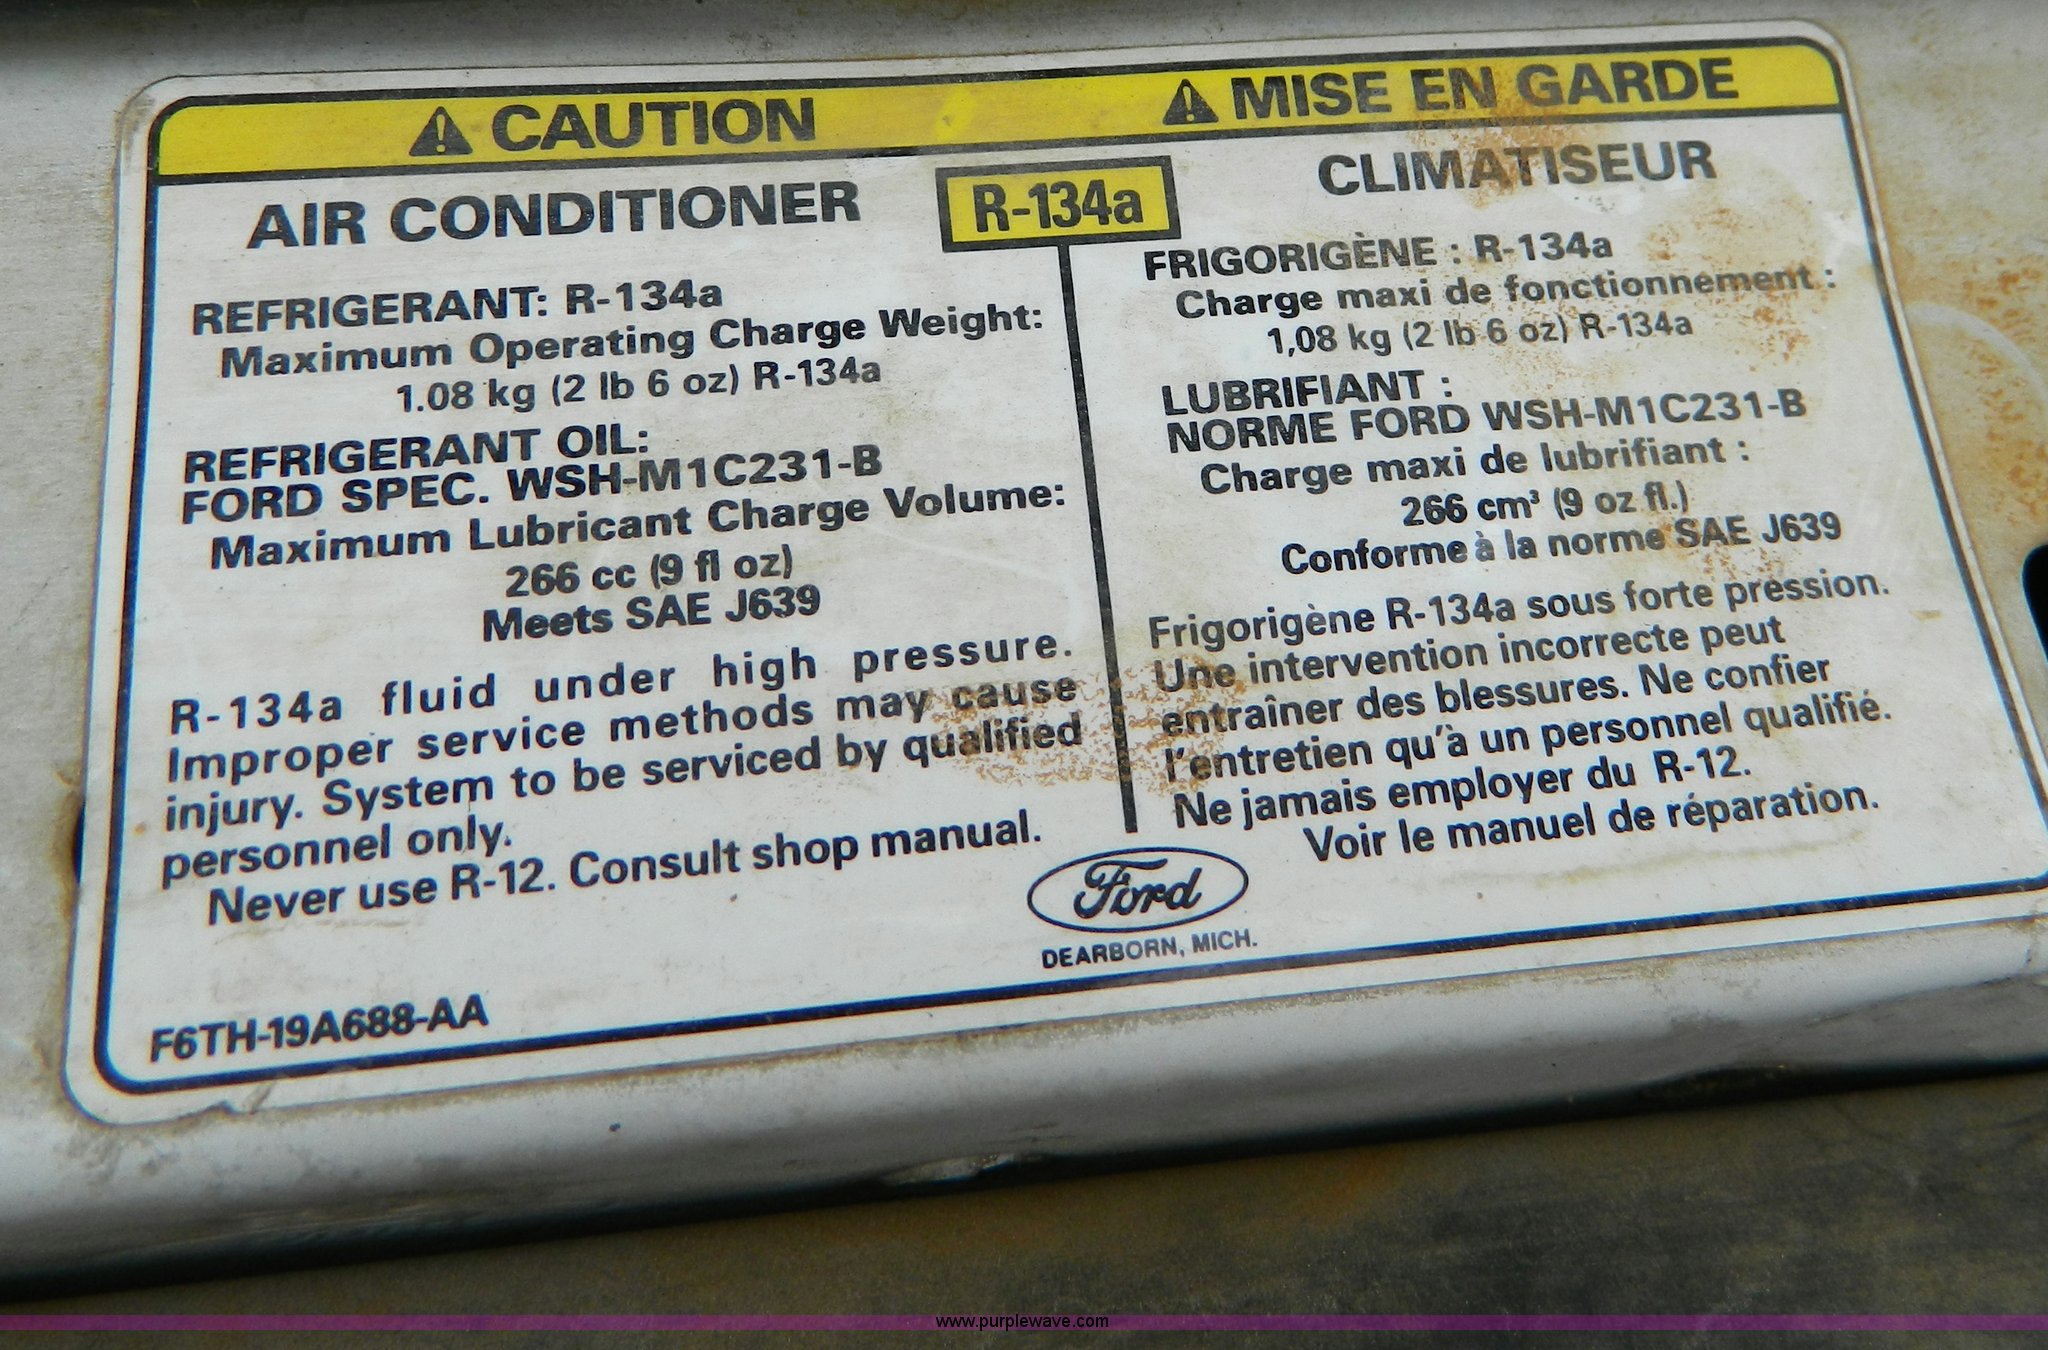 CAUTION
MISE EN GARDE
AIR CONDITIONER
R-134a
REFRIGERANT: R-134a
Maximum Operating Charge Weight:
1.08 kg (2 lb 6 oz) R-134a
REFRIGERANT OIL:
FORD SPEC. WSH-M1C231-B
Maximum Lubricant Charge Volume:
266 cc (9 fl oz)
Meets SAE J639
R-134a fluid under high pressure.
Improper service methods may cause
injury. System to be serviced by qualified
personnel only.
Never use R-12. Consult shop manual.
CLIMATISEUR
FRIGORIGÈNE : R-134a
Charge maxi de fonctionnement :
1,08 kg (2 lb 6 oz) R-134a
LUBRIFIANT :
NORME FORD WSH-M1C231-B
Charge maxi de lubrifiant :
266 cm³ (9 oz fl.)
Conforme à la norme SAE J639
Frigorigène R-134a sous forte pression.
Une intervention incorrecte peut
entraîner des blessures. Ne confier
l'entretien qu'à un personnel qualifié.
Ne jamais employer du R-12.
Voir le manuel de réparation.
Ford
DEARBORN, MICH.
F6TH-19A688-AA
www.purplewave.com